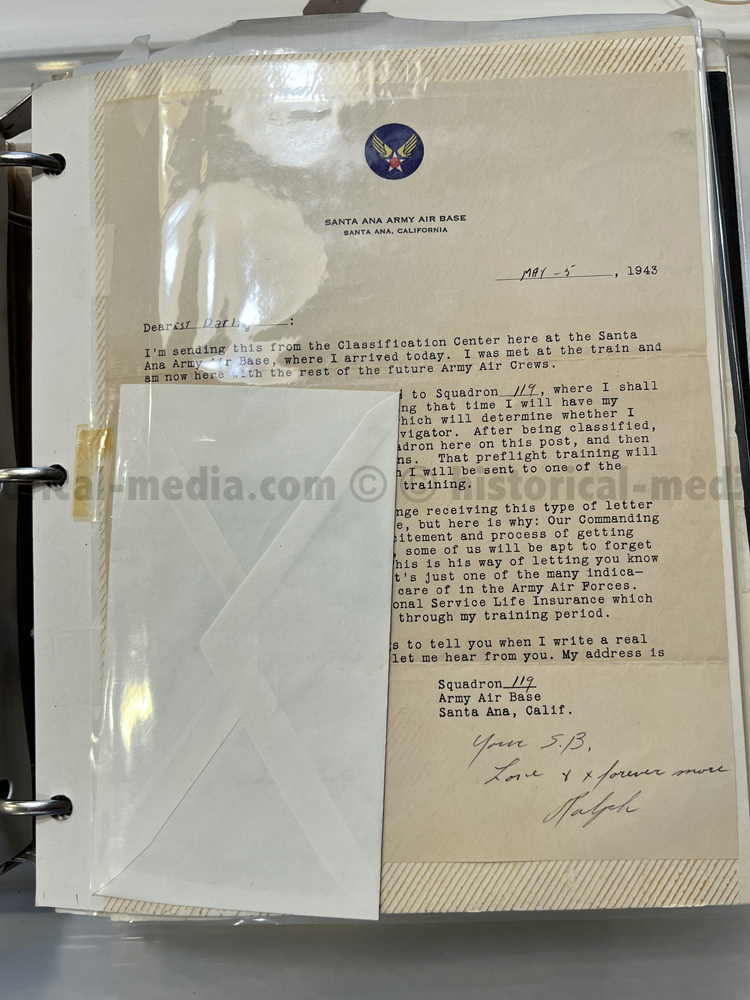 SANTA ANA ARMY AIR BASE
SANTA ANA, CALIFORNIA
MAY - 5, 1943
Dearest Darling:
I'm sending this from the Classification Center here at the Santa
Ana Army Air Base, where I arrived today. I was met at the train and
am now here with the rest of the future Army Air Crews.
d to Squadron 119, where I shall
ng that time I will have my
hich will determine whether I
vigator. After being classified,
adron here on this post, and then
ns. That preflight training will
n I will be sent to one of the
training.
nge receiving this type of letter
e, but here is why: Our Commanding
citement and process of getting
, some of us will be apt to forget
his is his way of letting you know
t's just one of the many indica-
care of in the Army Air Forces.
onal Service Life Insurance which
through my training period.
s to tell you when I write a real
let me hear from you. My address is
Squadron 119
Army Air Base
Santa Ana, Calif.
Your S.B.
Love & x forever more
Ralph
ical-media.com © © historical-med